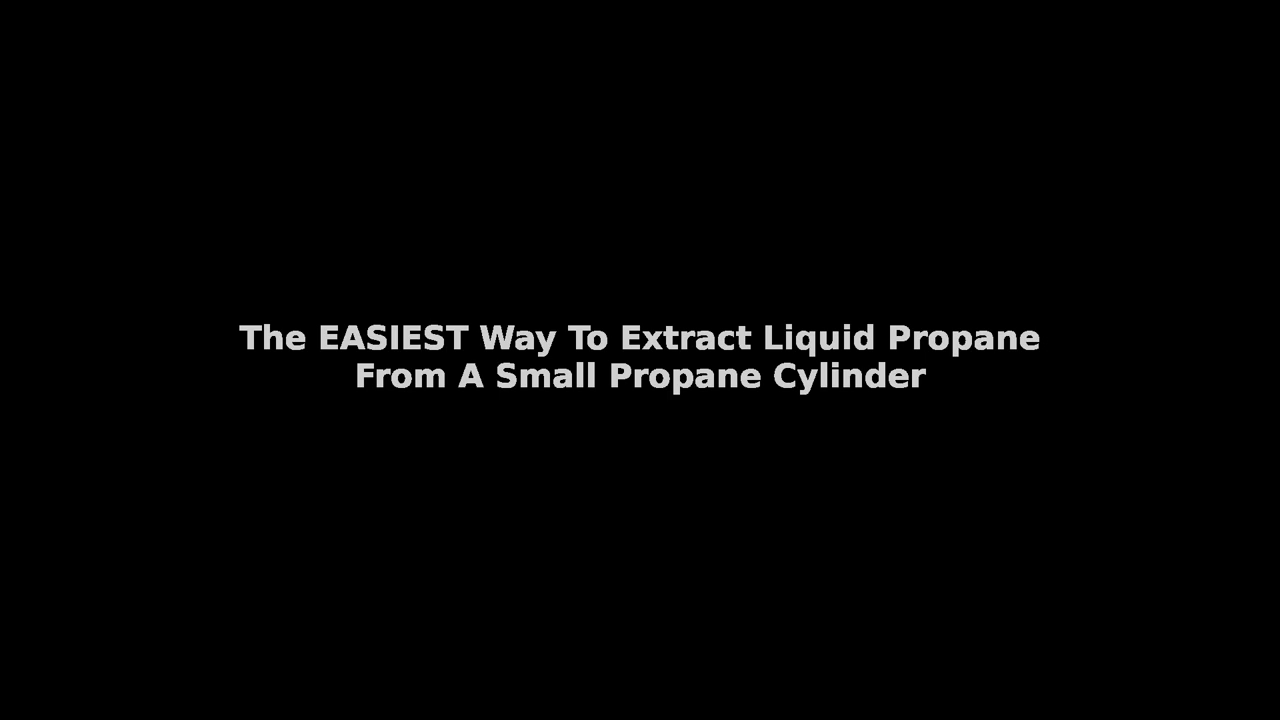 The EASIEST Way To Extract Liquid Propane
From A Small Propane Cylinder